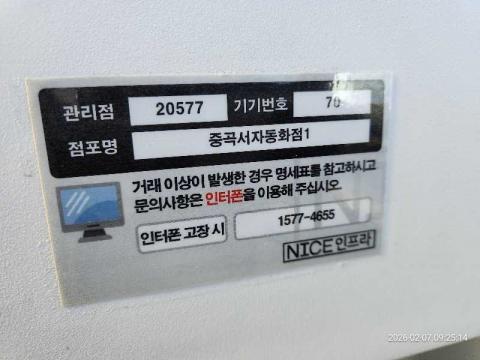 관리점 20577 기기번호 70
점포명 중곡서자동화점1
거래 이상이 발생한 경우 명세표를 참고하시고
문의사항은 인터폰을 이용해 주십시오.
인터폰 고장 시 1577-4655
NICE인프라
2026-02-07 09:25:14